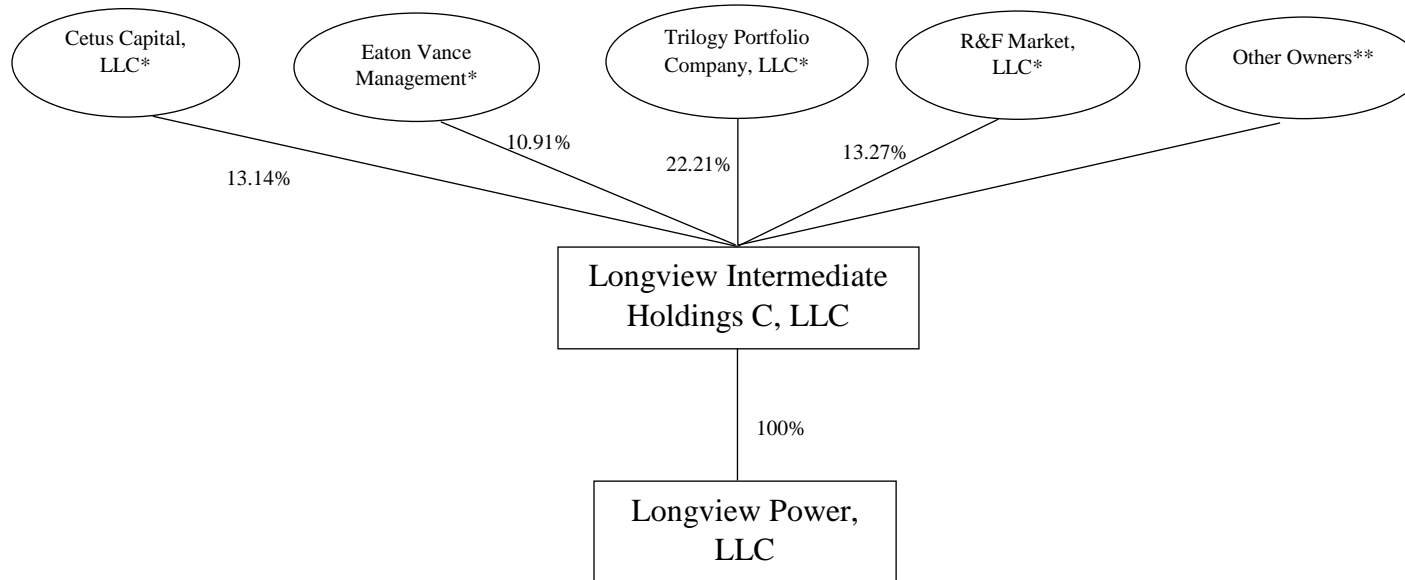 Cetus Capital,
LLC*
Eaton Vance
Management*
Trilogy Portfolio
Company, LLC*
R&F Market,
LLC*
Other Owners**
13.14%
10.91%
22.21%
13.27%
Longview Intermediate
Holdings C, LLC
100%
Longview Power,
LLC